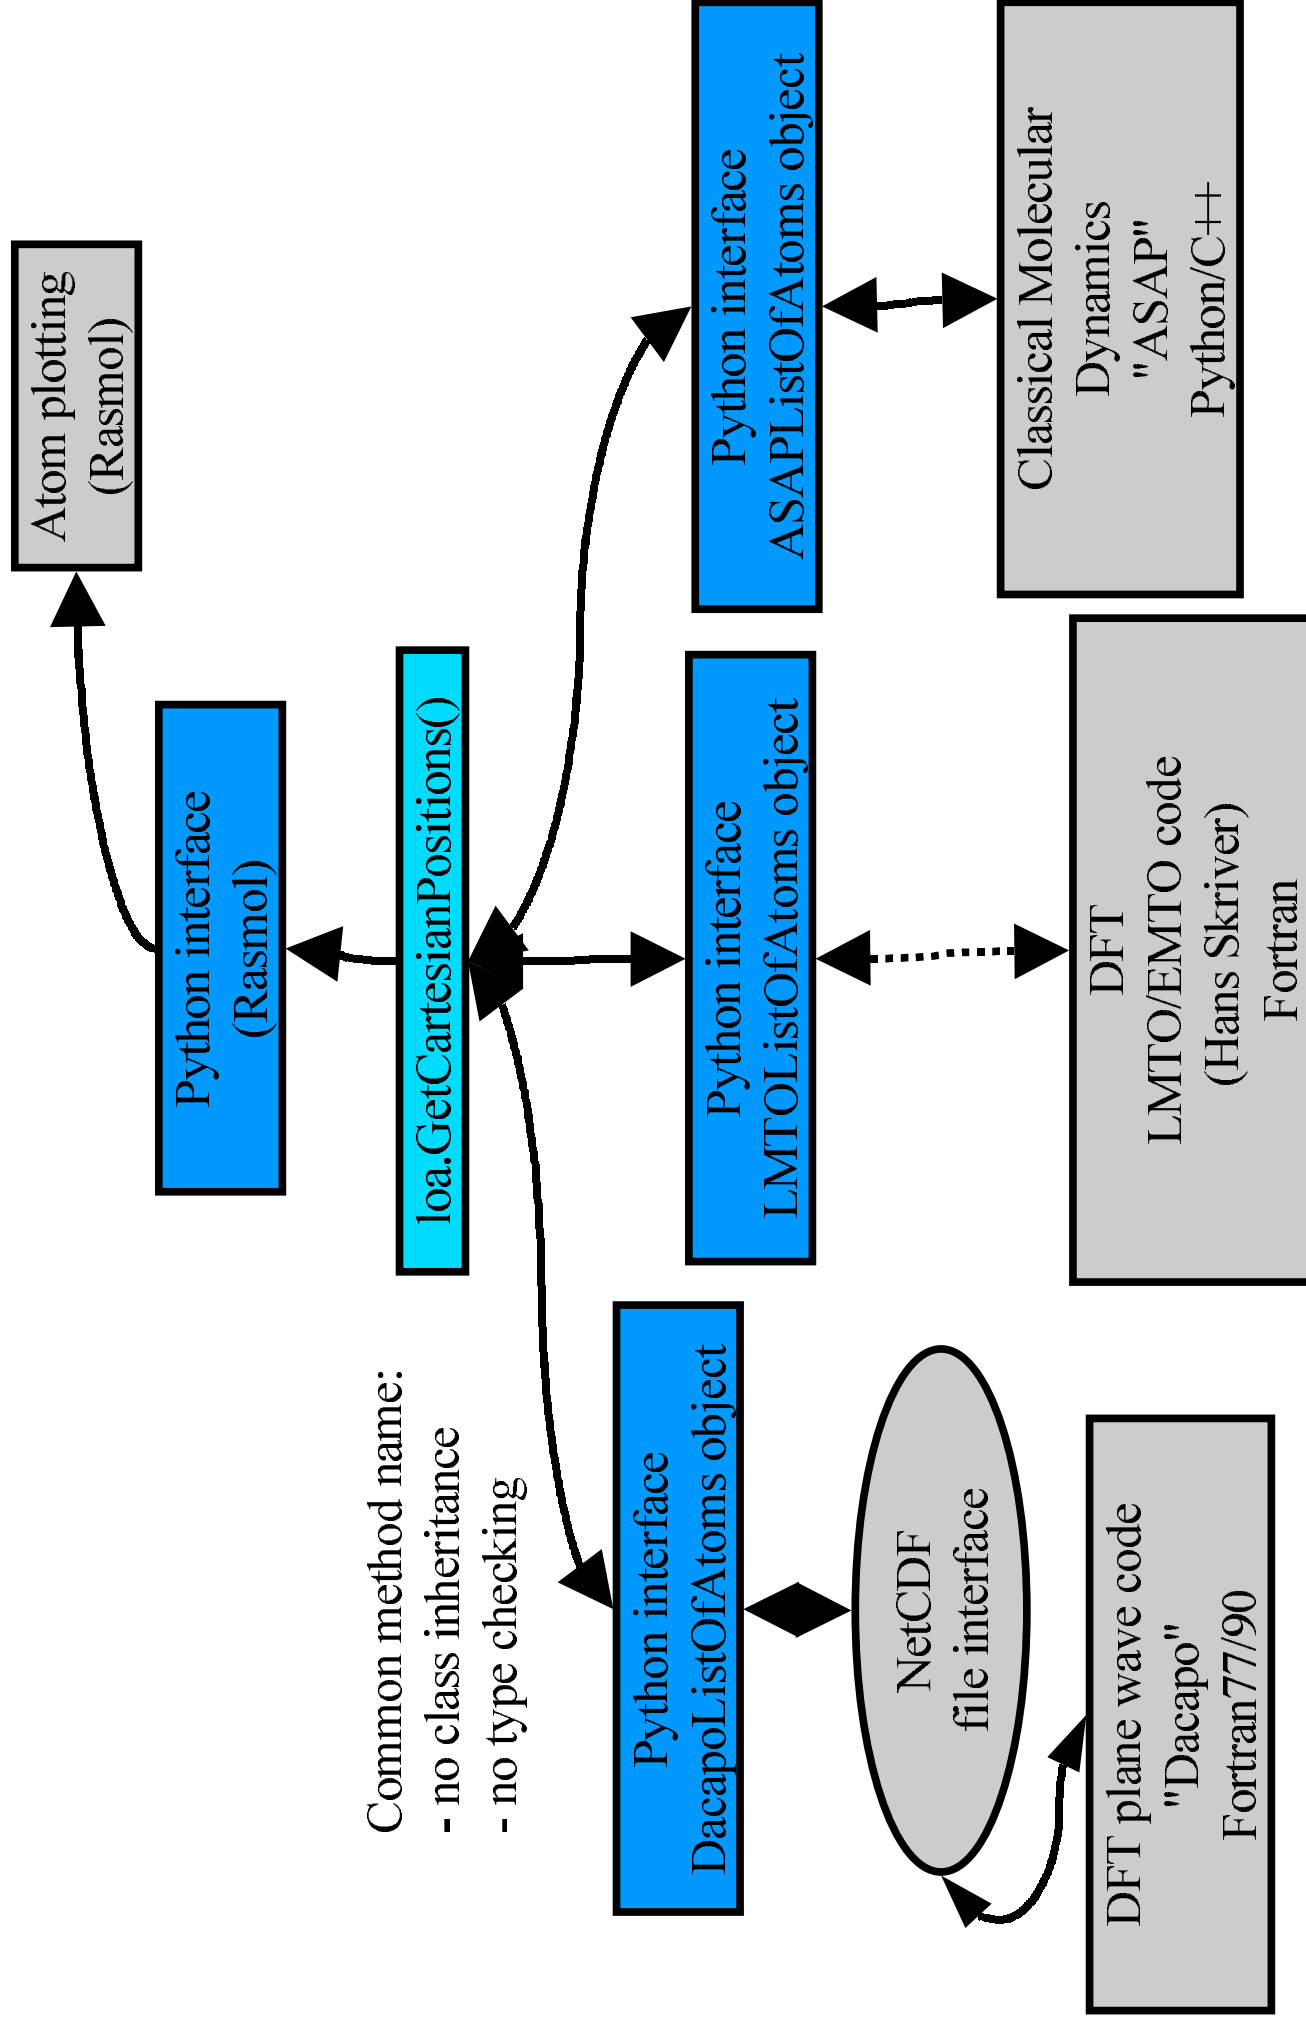 Atom plotting
(Rasmol)
Python interface
(Rasmol)
loa.GetCartesianPositions()
Common method name:
- no class inheritance
- no type checking
Python interface
DacapoListOfAtoms object
Python interface
LMTOListOfAtoms object
Python interface
ASAPListOfAtoms object
NetCDF
file interface
DFT plane wave code
"Dacapo"
Fortran77/90
DFT
LMTO/EMTO code
(Hans Skriver)
Fortran
Classical Molecular
Dynamics
"ASAP"
Python/C++